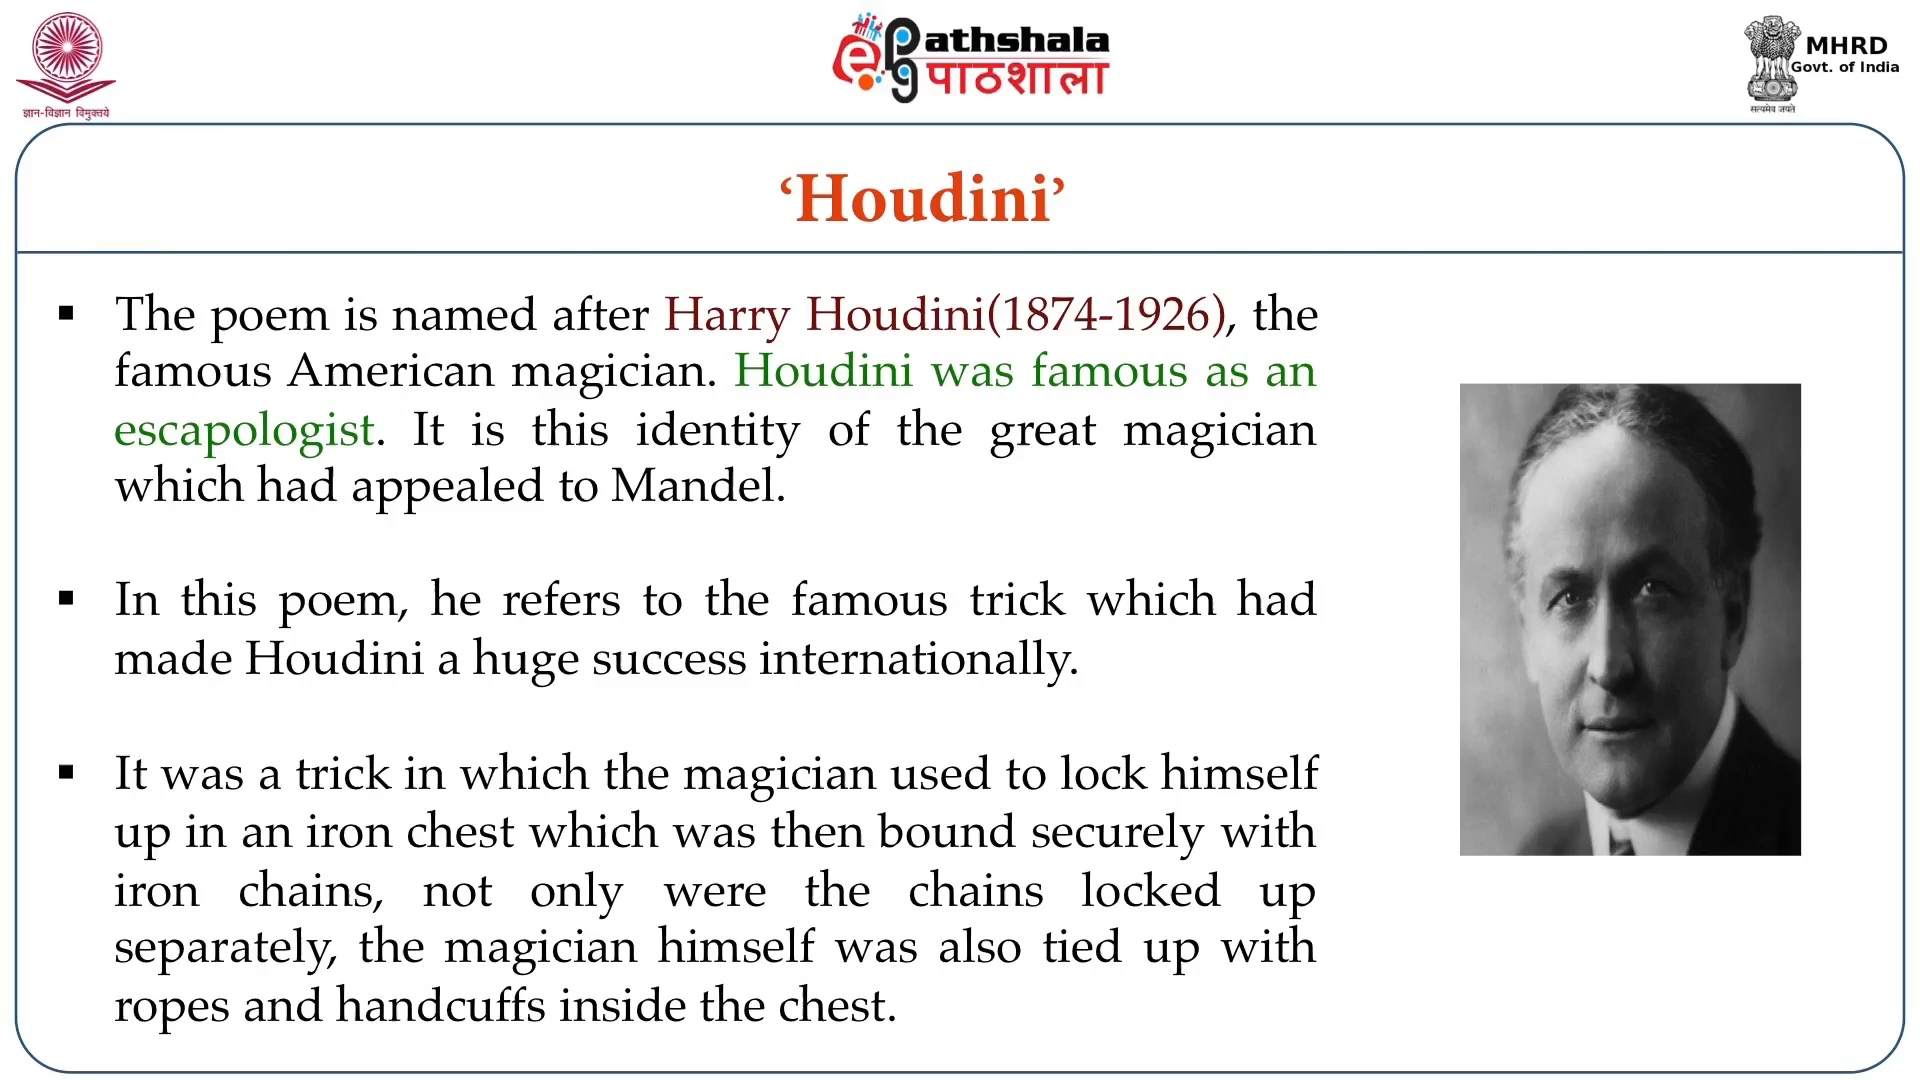 ज्ञान-विज्ञान विमुक्तये
e Pg Pathshala
पाठशाला
MHRD
Govt. of India
सत्यमेव जयते
‘Houdini’
▪ The poem is named after Harry Houdini(1874-1926), the
famous American magician. Houdini was famous as an
escapologist. It is this identity of the great magician
which had appealed to Mandel.
▪ In this poem, he refers to the famous trick which had
made Houdini a huge success internationally.
▪ It was a trick in which the magician used to lock himself
up in an iron chest which was then bound securely with
iron chains, not only were the chains locked up
separately, the magician himself was also tied up with
ropes and handcuffs inside the chest.